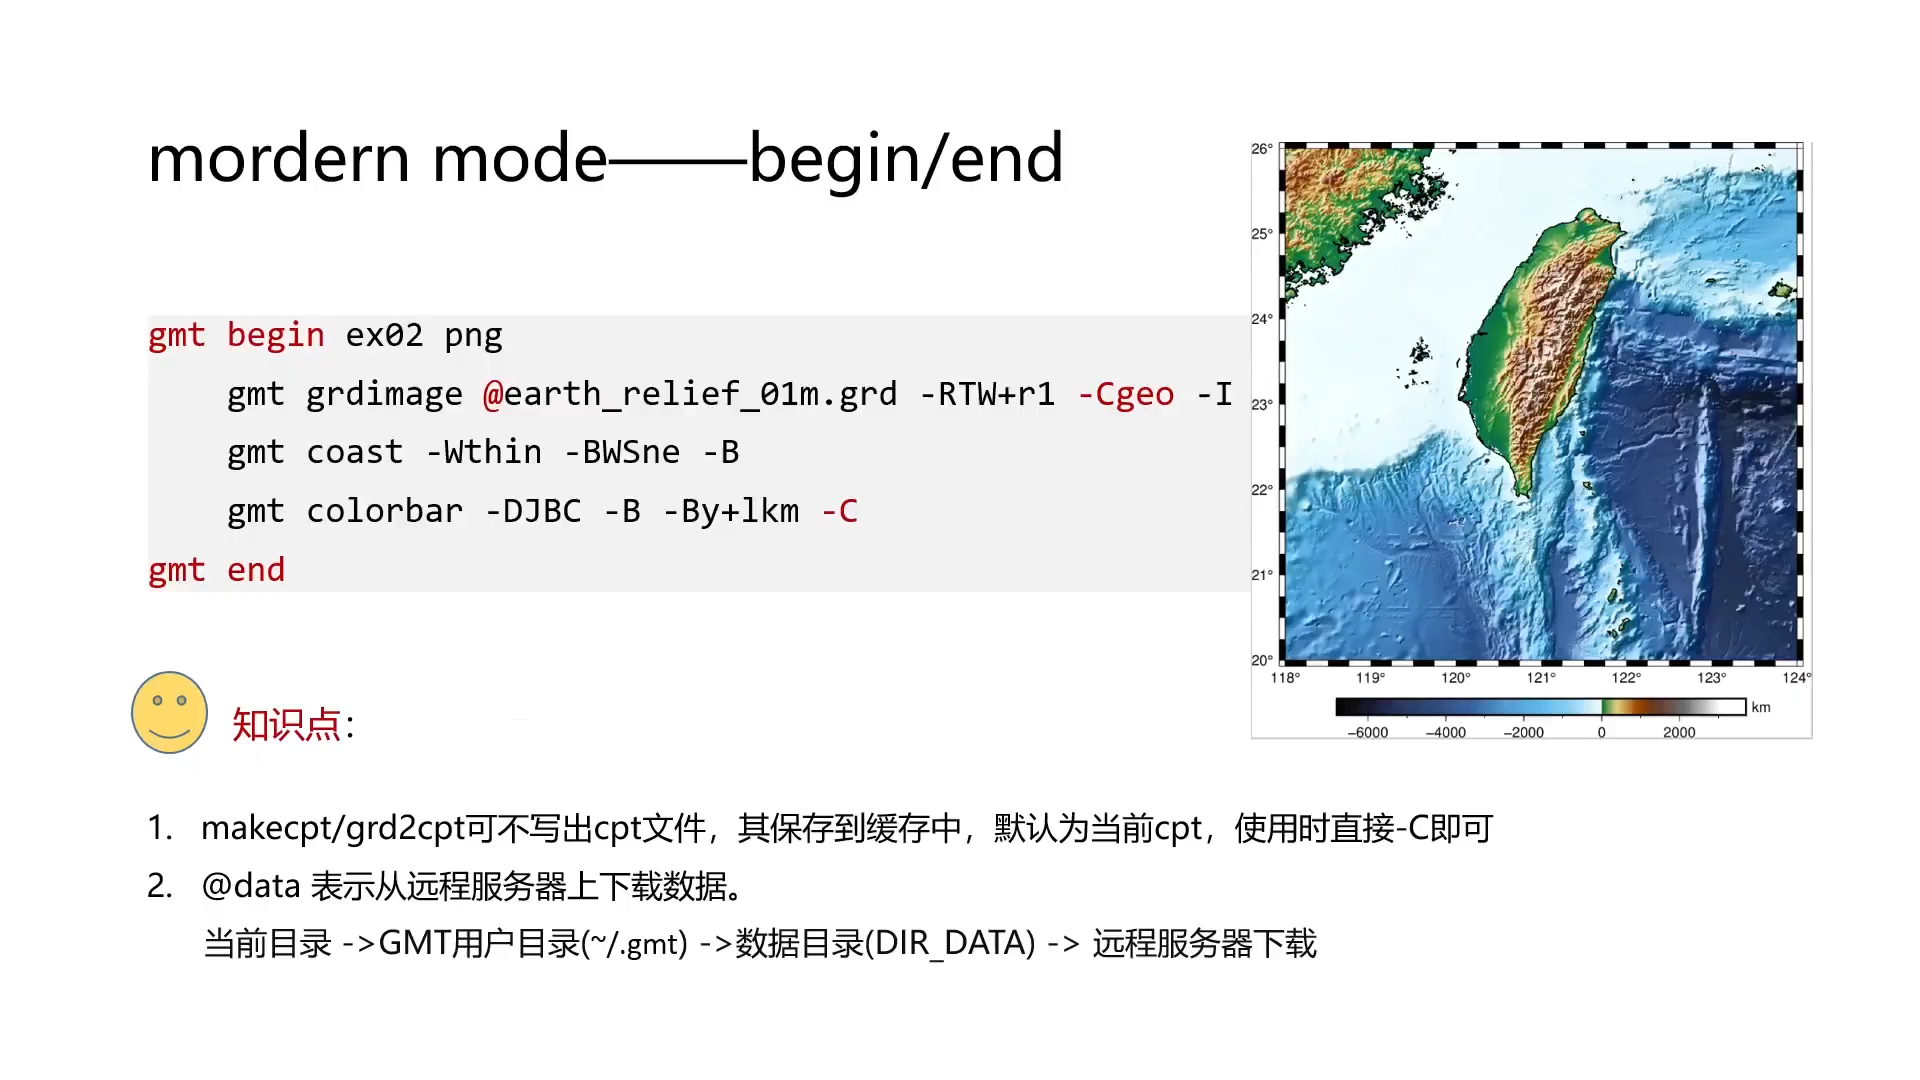 mordern mode——begin/end
gmt begin ex02 png
gmt grdimage @earth_relief_01m.grd -RTW+r1 -Cgeo -I
gmt coast -Wthin -BWSne -B
gmt colorbar -DJBC -B -By+lkm -C
gmt end
26°
25°
24°
23°
22°
21°
20°
118° 119° 120° 121° 122° 123° 124°
km
−6000 −4000 −2000 0 2000
知识点：
1. makecpt/grd2cpt可不写出cpt文件，其保存到缓存中，默认为当前cpt，使用时直接-C即可
2. @data 表示从远程服务器上下载数据。
当前目录 ->GMT用户目录(~/.gmt) ->数据目录(DIR_DATA) -> 远程服务器下载